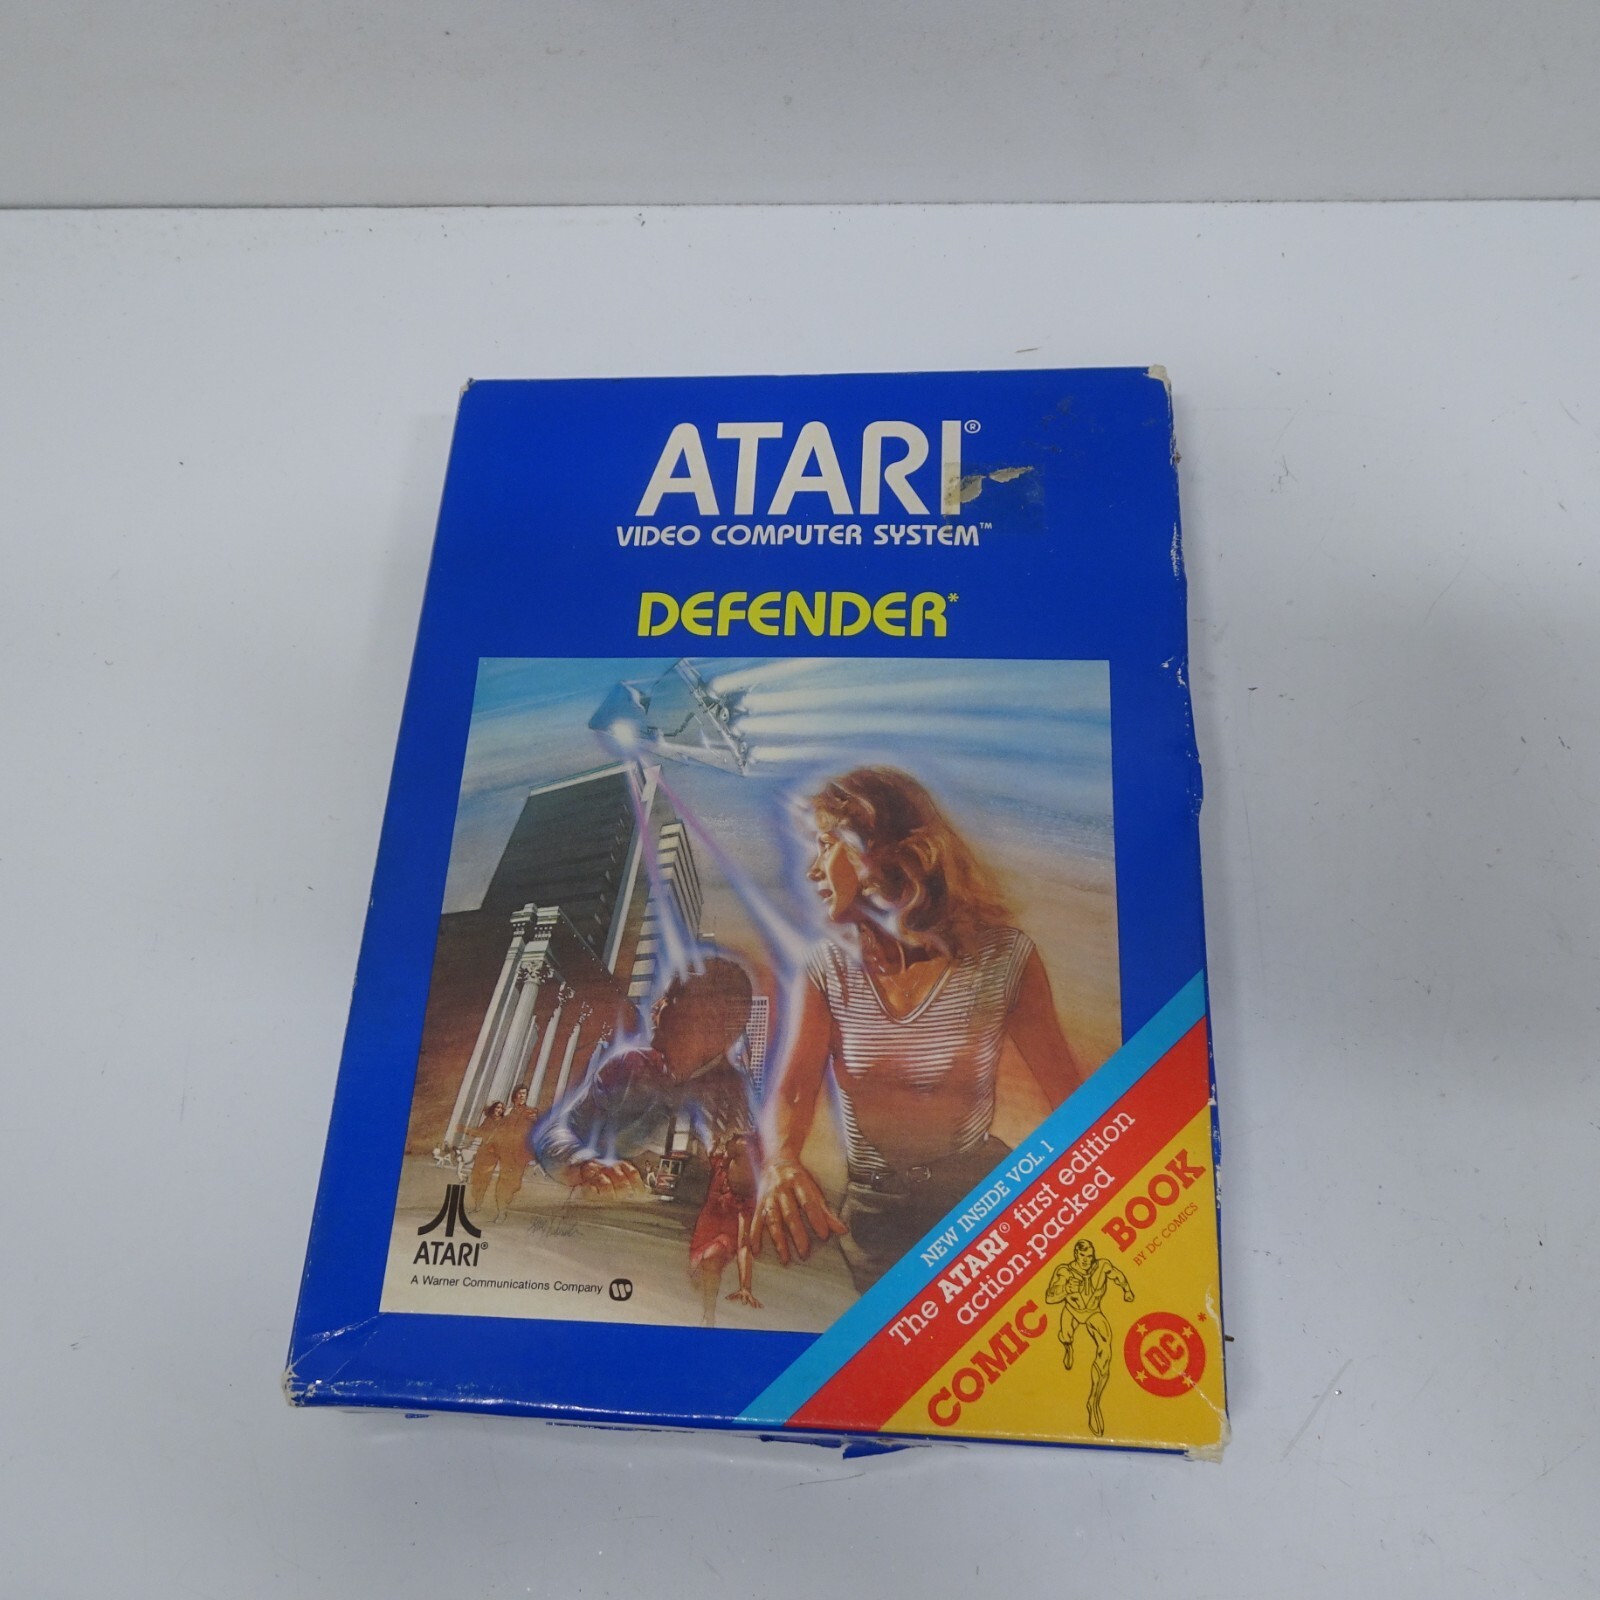 ATARI®
VIDEO COMPUTER SYSTEM™
DEFENDER*
NEW INSIDE VOL. 1
The ATARI® first edition
action-packed
COMIC BOOK
BY DC COMICS
DC*
ATARI®
A Warner Communications Company